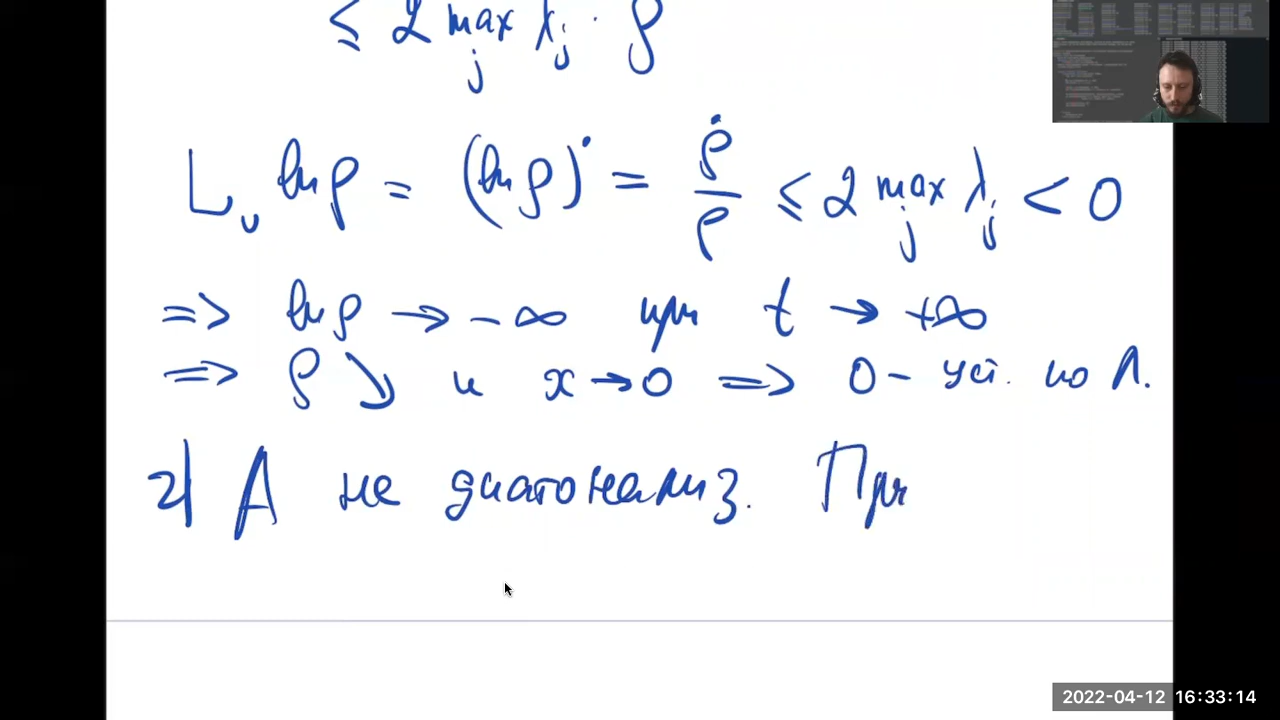 ≤ 2 max λj · ρ
j
Lv ln ρ = (ln ρ)˙ = ρ̇/ρ ≤ 2 max λj < 0
j
=> ln ρ → -∞ при t → +∞
=> ρ ↘ и x → 0 => 0 - уст. по Л.
2) A не диагонализ. При
2022-04-12 16:33:14